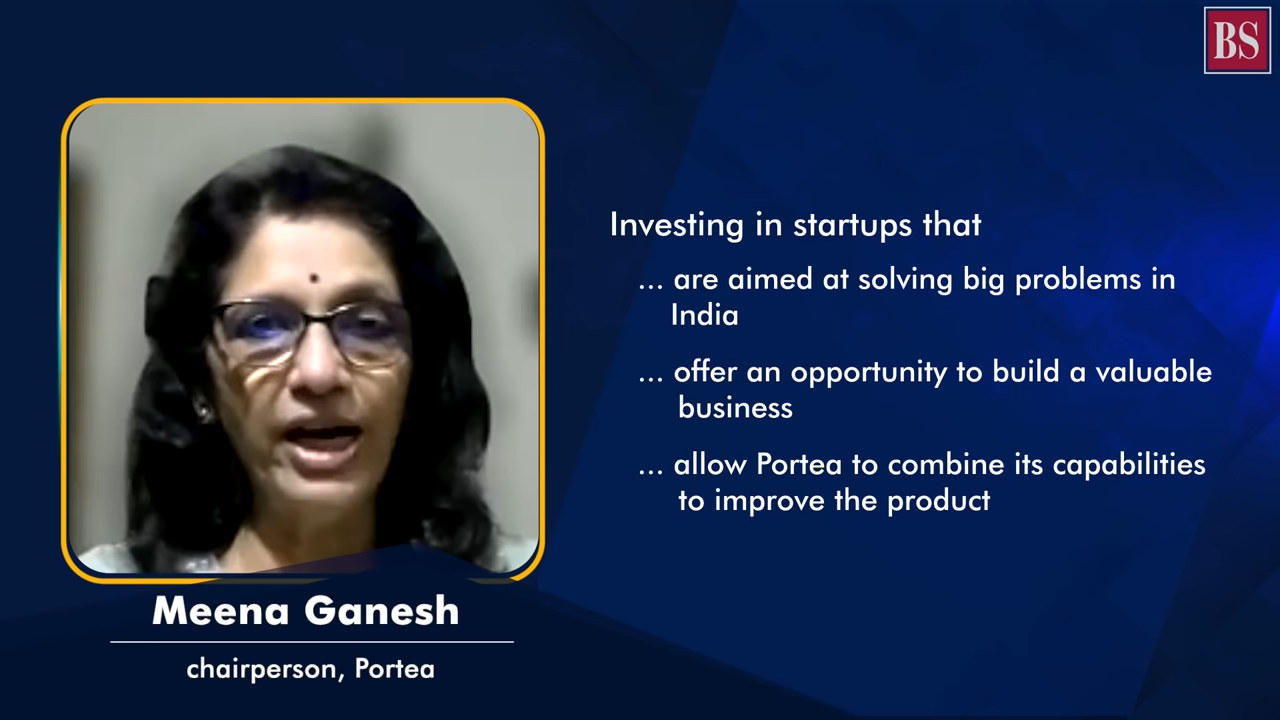 BS
Investing in startups that
... are aimed at solving big problems in
India
... offer an opportunity to build a valuable
business
... allow Portea to combine its capabilities
to improve the product
Meena Ganesh
chairperson, Portea